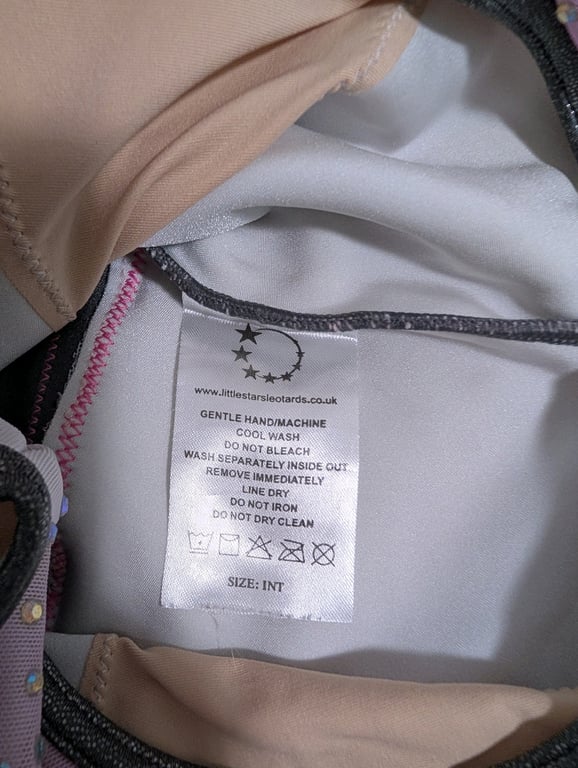 www.littlestarsleotards.co.uk
GENTLE HAND/MACHINE
COOL WASH
DO NOT BLEACH
WASH SEPARATELY INSIDE OUT
REMOVE IMMEDIATELY
LINE DRY
DO NOT IRON
DO NOT DRY CLEAN
SIZE: INT